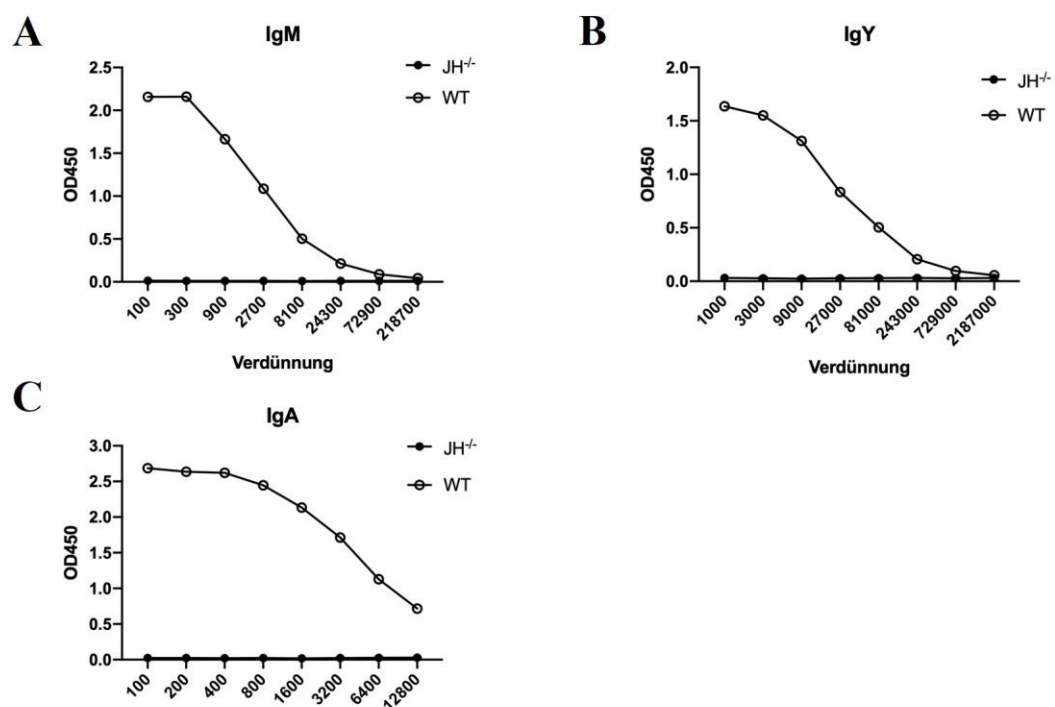 A
IgM
2.5
2.0
1.5
1.0
0.5
0.0
OD450
100
300
900
2700
8100
24300
72900
218700
Verdünnung
JH-/-
WT
B
IgY
2.0
1.5
1.0
0.5
0.0
OD450
1000
3000
9000
27000
81000
243000
729000
2187000
Verdünnung
JH-/-
WT
C
IgA
3.0
2.5
2.0
1.5
1.0
0.5
0.0
OD450
100
200
400
800
1600
3200
6400
12800
JH-/-
WT